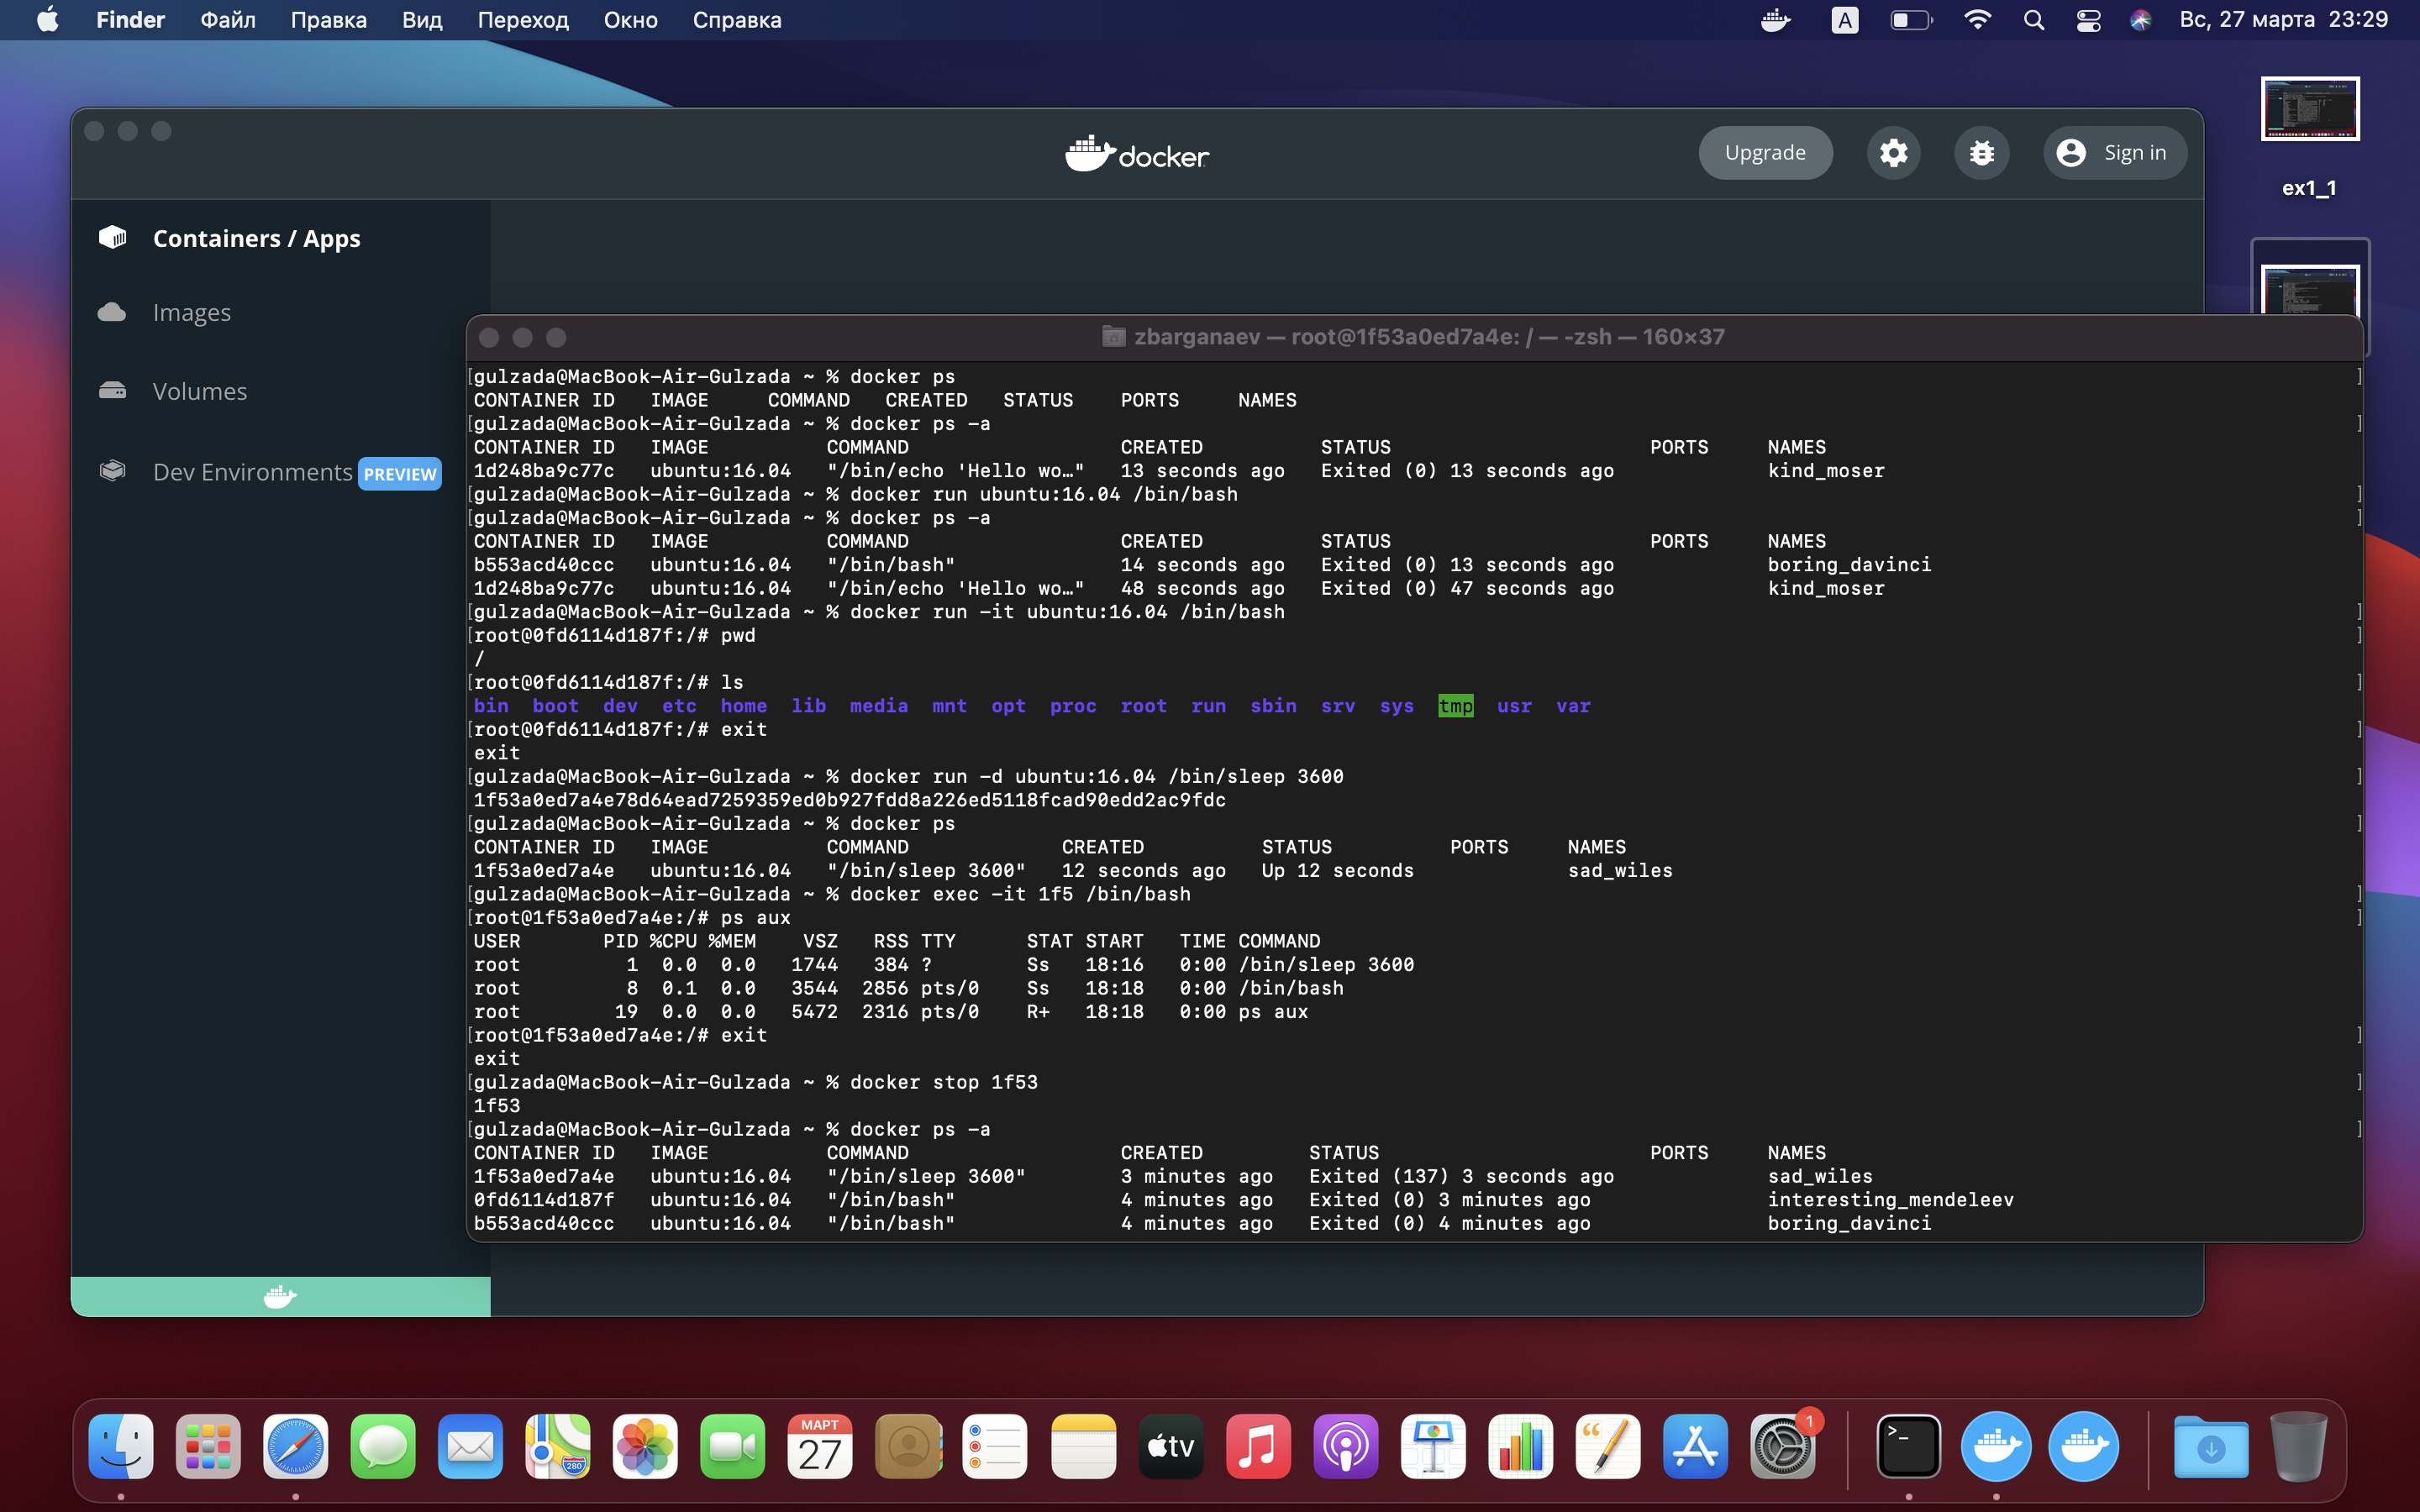 Finder Файл Правка Вид Переход Окно Справка A Вс, 27 марта 23:29
docker Upgrade Sign in
ex1_1
Containers / Apps
Images
Volumes
Dev Environments PREVIEW
zbarganaev — root@1f53a0ed7a4e: / — -zsh — 160×37
[gulzada@MacBook-Air-Gulzada ~ % docker ps ]
CONTAINER ID IMAGE COMMAND CREATED STATUS PORTS NAMES
[gulzada@MacBook-Air-Gulzada ~ % docker ps -a ]
CONTAINER ID IMAGE COMMAND CREATED STATUS PORTS NAMES
1d248ba9c77c ubuntu:16.04 "/bin/echo 'Hello wo…" 13 seconds ago Exited (0) 13 seconds ago kind_moser
[gulzada@MacBook-Air-Gulzada ~ % docker run ubuntu:16.04 /bin/bash ]
[gulzada@MacBook-Air-Gulzada ~ % docker ps -a ]
CONTAINER ID IMAGE COMMAND CREATED STATUS PORTS NAMES
b553acd40ccc ubuntu:16.04 "/bin/bash" 14 seconds ago Exited (0) 13 seconds ago boring_davinci
1d248ba9c77c ubuntu:16.04 "/bin/echo 'Hello wo…" 48 seconds ago Exited (0) 47 seconds ago kind_moser
[gulzada@MacBook-Air-Gulzada ~ % docker run -it ubuntu:16.04 /bin/bash ]
[root@0fd6114d187f:/# pwd ]
/
[root@0fd6114d187f:/# ls ]
bin boot dev etc home lib media mnt opt proc root run sbin srv sys tmp usr var
[root@0fd6114d187f:/# exit ]
exit
[gulzada@MacBook-Air-Gulzada ~ % docker run -d ubuntu:16.04 /bin/sleep 3600 ]
1f53a0ed7a4e78d64ead7259359ed0b927fdd8a226ed5118fcad90edd2ac9fdc
[gulzada@MacBook-Air-Gulzada ~ % docker ps ]
CONTAINER ID IMAGE COMMAND CREATED STATUS PORTS NAMES
1f53a0ed7a4e ubuntu:16.04 "/bin/sleep 3600" 12 seconds ago Up 12 seconds sad_wiles
[gulzada@MacBook-Air-Gulzada ~ % docker exec -it 1f5 /bin/bash ]
[root@1f53a0ed7a4e:/# ps aux ]
USER PID %CPU %MEM VSZ RSS TTY STAT START TIME COMMAND
root 1 0.0 0.0 1744 384 ? Ss 18:16 0:00 /bin/sleep 3600
root 8 0.1 0.0 3544 2856 pts/0 Ss 18:18 0:00 /bin/bash
root 19 0.0 0.0 5472 2316 pts/0 R+ 18:18 0:00 ps aux
[root@1f53a0ed7a4e:/# exit ]
exit
[gulzada@MacBook-Air-Gulzada ~ % docker stop 1f53 ]
1f53
[gulzada@MacBook-Air-Gulzada ~ % docker ps -a ]
CONTAINER ID IMAGE COMMAND CREATED STATUS PORTS NAMES
1f53a0ed7a4e ubuntu:16.04 "/bin/sleep 3600" 3 minutes ago Exited (137) 3 seconds ago sad_wiles
0fd6114d187f ubuntu:16.04 "/bin/bash" 4 minutes ago Exited (0) 3 minutes ago interesting_mendeleev
b553acd40ccc ubuntu:16.04 "/bin/bash" 4 minutes ago Exited (0) 4 minutes ago boring_davinci
280
МАРТ
27
tv
1
>_